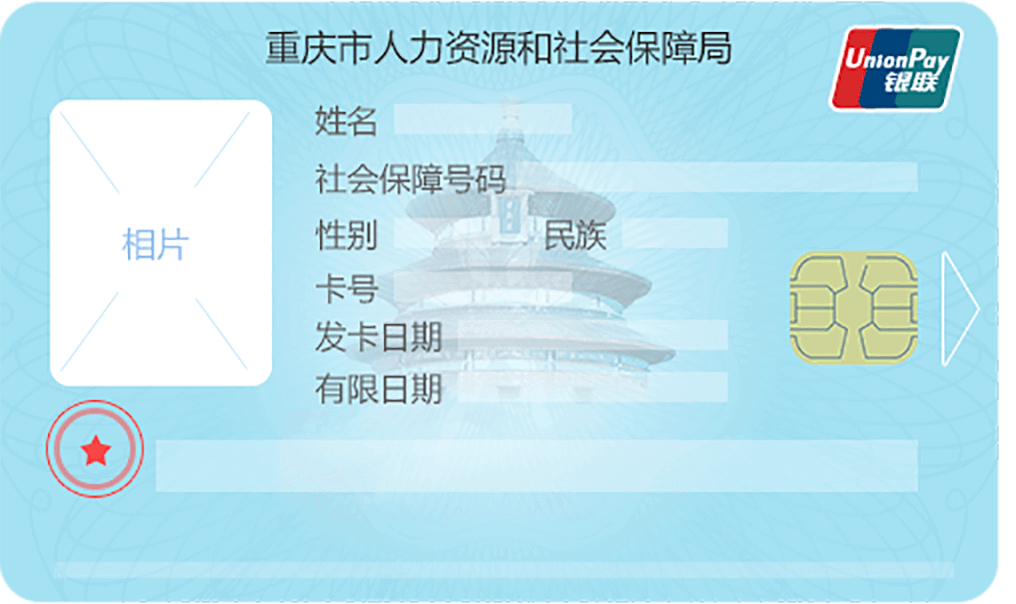 重庆市人力资源和社会保障局
UnionPay
银联
姓名
社会保障号码
性别 民族
卡号
发卡日期
有限日期
相片